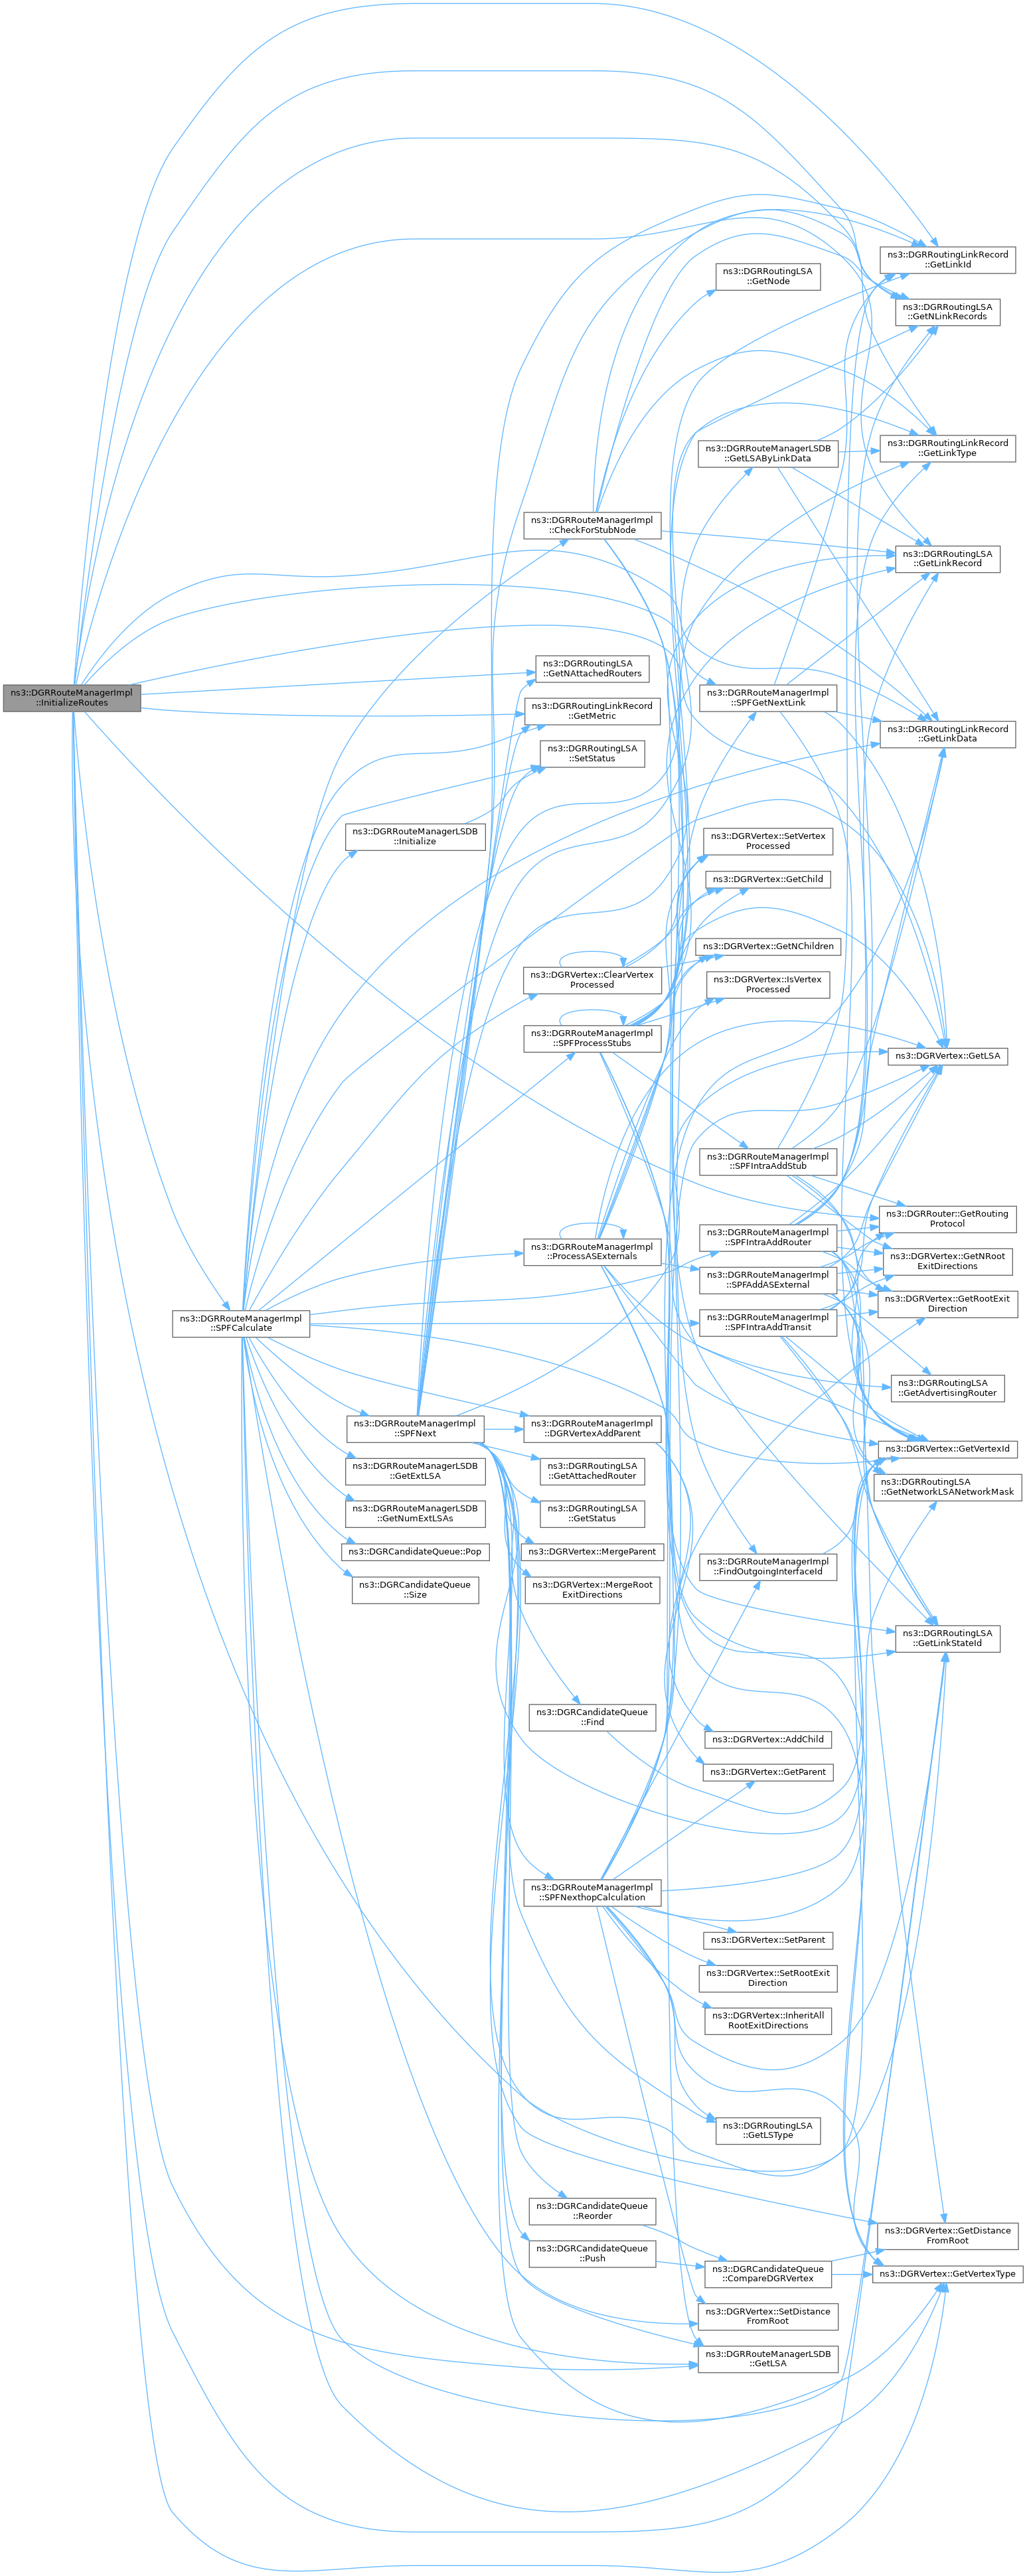 ns3::DGRRouteManagerImpl
::InitializeRoutes
ns3::DGRRouteManagerImpl
::SPFCalculate
ns3::DGRRouteManagerLSDB
::Initialize
ns3::DGRRouteManagerImpl
::SPFNext
ns3::DGRRouteManagerLSDB
::GetExtLSA
ns3::DGRRouteManagerLSDB
::GetNumExtLSAs
ns3::DGRCandidateQueue::Pop
ns3::DGRCandidateQueue
::Size
ns3::DGRRouteManagerImpl
::CheckForStubNode
ns3::DGRRoutingLSA
::GetNAttachedRouters
ns3::DGRRoutingLinkRecord
::GetMetric
ns3::DGRRoutingLSA
::SetStatus
ns3::DGRVertex::ClearVertex
Processed
ns3::DGRRouteManagerImpl
::SPFProcessStubs
ns3::DGRRouteManagerImpl
::ProcessASExternals
ns3::DGRRouteManagerImpl
::DGRVertexAddParent
ns3::DGRRoutingLSA
::GetAttachedRouter
ns3::DGRRoutingLSA
::GetStatus
ns3::DGRVertex::MergeParent
ns3::DGRVertex::MergeRoot
ExitDirections
ns3::DGRCandidateQueue
::Find
ns3::DGRRouteManagerImpl
::SPFNexthopCalculation
ns3::DGRCandidateQueue
::Reorder
ns3::DGRCandidateQueue
::Push
ns3::DGRRoutingLSA
::GetNode
ns3::DGRRouteManagerLSDB
::GetLSAByLinkData
ns3::DGRRouteManagerImpl
::SPFGetNextLink
ns3::DGRVertex::SetVertex
Processed
ns3::DGRVertex::GetChild
ns3::DGRVertex::GetNChildren
ns3::DGRVertex::IsVertex
Processed
ns3::DGRRouteManagerImpl
::SPFIntraAddStub
ns3::DGRRouteManagerImpl
::SPFIntraAddRouter
ns3::DGRRouteManagerImpl
::SPFAddASExternal
ns3::DGRRouteManagerImpl
::SPFIntraAddTransit
ns3::DGRRouteManagerImpl
::FindOutgoingInterfaceId
ns3::DGRVertex::AddChild
ns3::DGRVertex::GetParent
ns3::DGRVertex::SetParent
ns3::DGRVertex::SetRootExit
Direction
ns3::DGRVertex::InheritAll
RootExitDirections
ns3::DGRRoutingLSA
::GetLSType
ns3::DGRCandidateQueue
::CompareDGRVertex
ns3::DGRVertex::SetDistance
FromRoot
ns3::DGRRouteManagerLSDB
::GetLSA
ns3::DGRRoutingLinkRecord
::GetLinkId
ns3::DGRRoutingLSA
::GetNLinkRecords
ns3::DGRRoutingLinkRecord
::GetLinkType
ns3::DGRRoutingLSA
::GetLinkRecord
ns3::DGRRoutingLinkRecord
::GetLinkData
ns3::DGRVertex::GetLSA
ns3::DGRRouter::GetRouting
Protocol
ns3::DGRVertex::GetNRoot
ExitDirections
ns3::DGRVertex::GetRootExit
Direction
ns3::DGRRoutingLSA
::GetAdvertisingRouter
ns3::DGRVertex::GetVertexId
ns3::DGRRoutingLSA
::GetNetworkLSANetworkMask
ns3::DGRRoutingLSA
::GetLinkStateId
ns3::DGRVertex::GetDistance
FromRoot
ns3::DGRVertex::GetVertexType